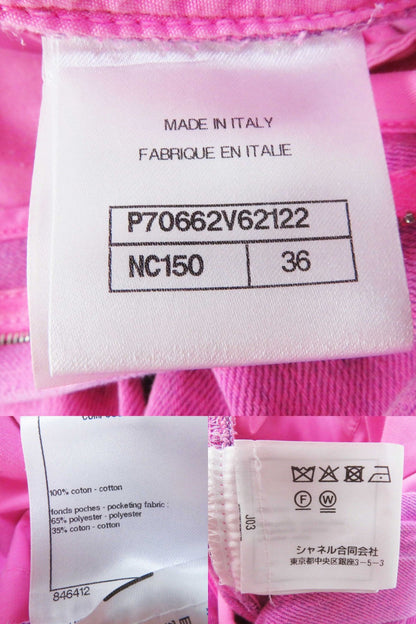 MADE IN ITALY
FABRIQUE EN ITALIE
P70662V62122
NC150 36
100% coton - cotton
fonds poches - pocketing fabric :
65% polyester - polyester
35% coton - cotton
846412
J03
F W
シャネル合同会社
東京都中央区銀座3-5-3